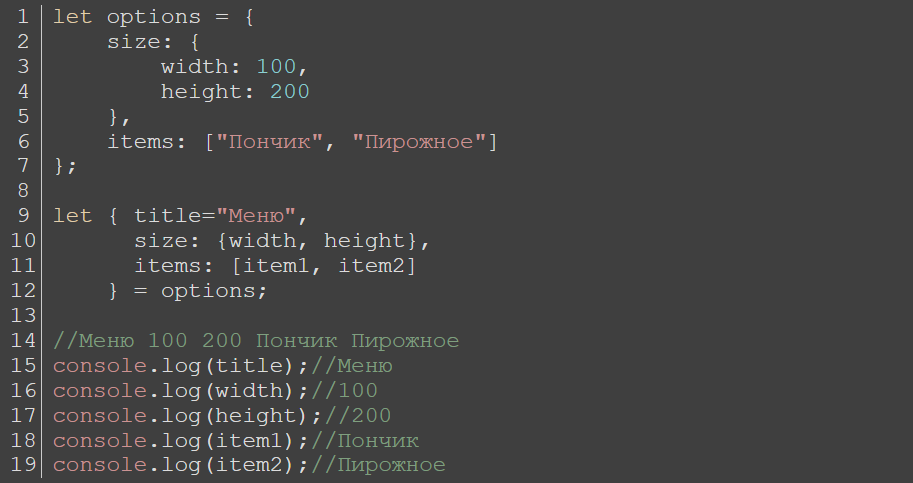 1 let options = {
2     size: {
3         width: 100,
4         height: 200
5     },
6     items: ["Пончик", "Пирожное"]
7 };
8
9 let { title="Меню",
10       size: {width, height},
11       items: [item1, item2]
12     } = options;
13
14 //Меню 100 200 Пончик Пирожное
15 console.log(title);//Меню
16 console.log(width);//100
17 console.log(height);//200
18 console.log(item1);//Пончик
19 console.log(item2);//Пирожное